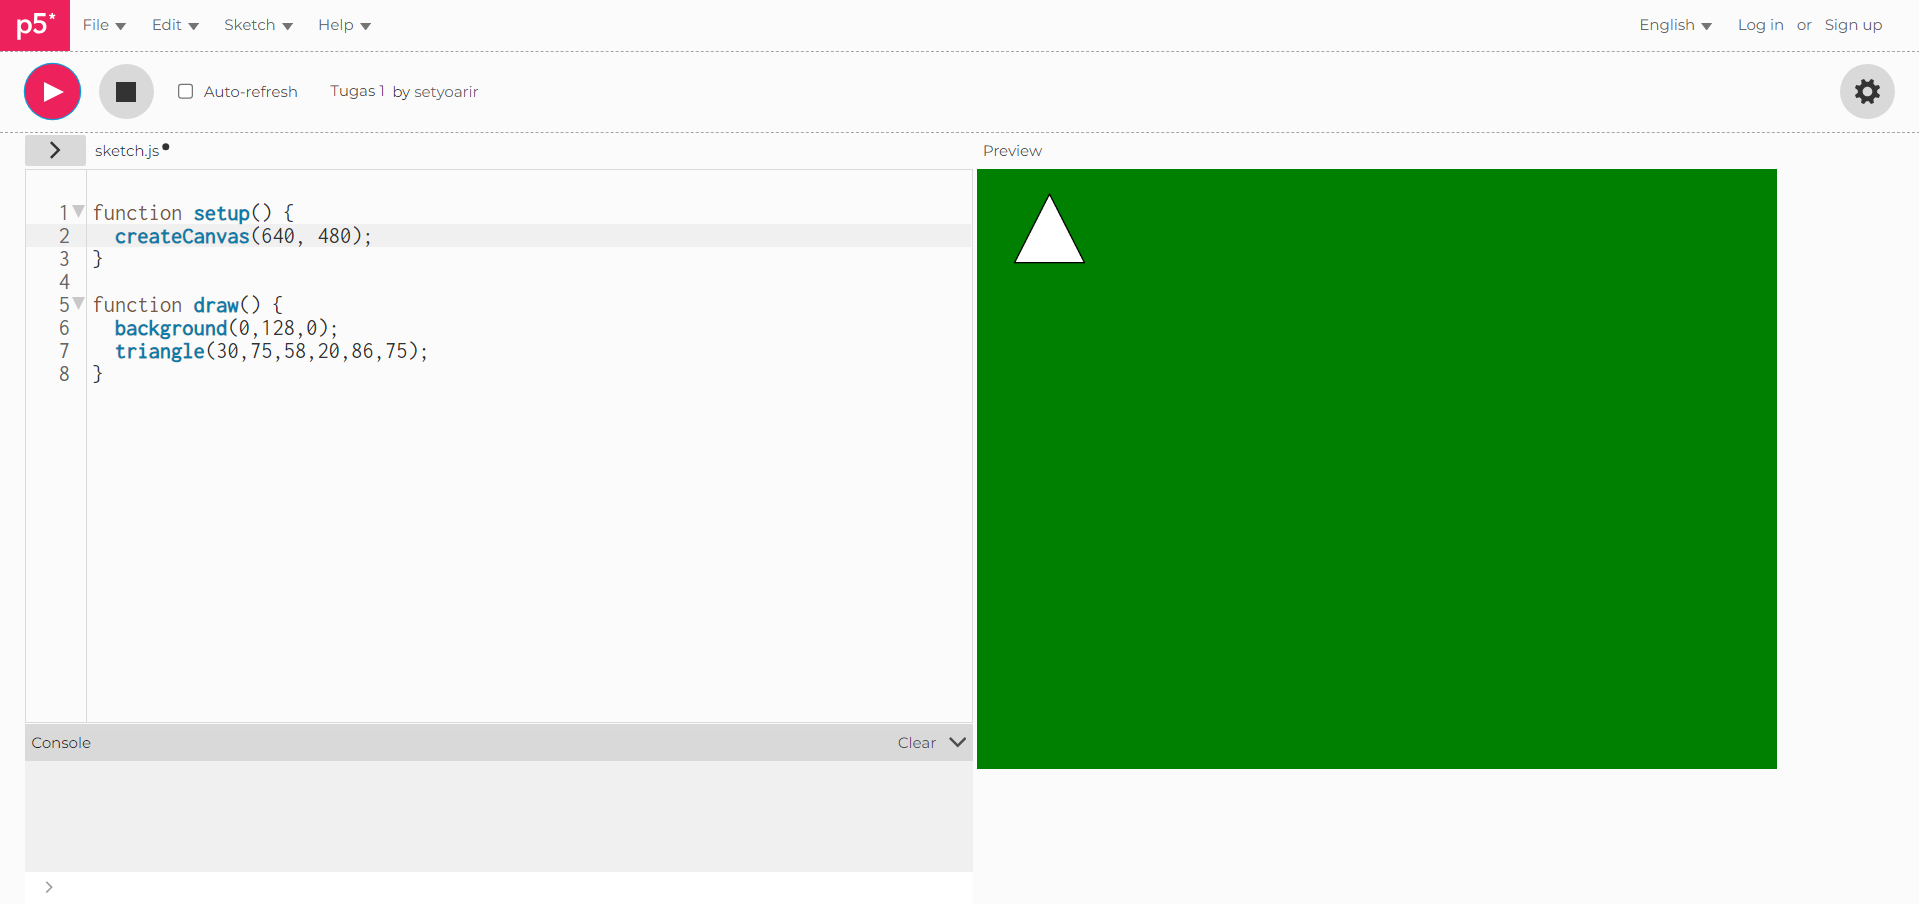 p5*
File Edit Sketch Help English Log in or Sign up
Auto-refresh Tugas 1 by setyoarir
sketch.js
Preview
1 function setup() {
2 createCanvas(640, 480);
3 }
4
5 function draw() {
6 background(0,128,0);
7 triangle(30,75,58,20,86,75);
8 }
Console Clear